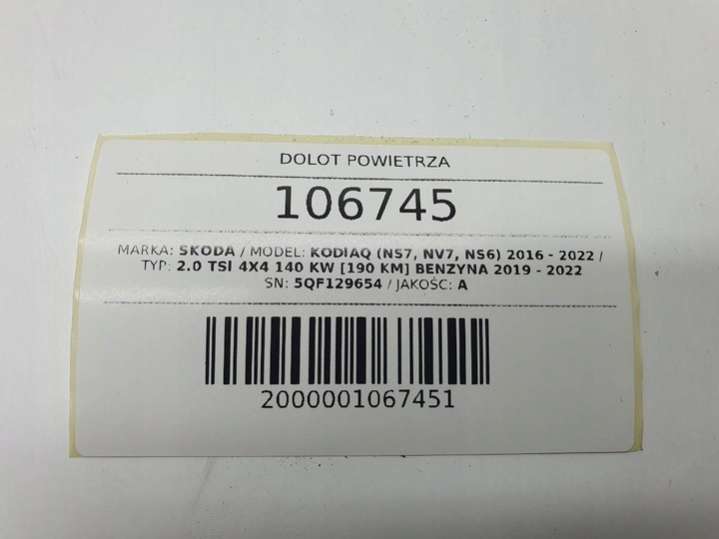 DOLOT POWIETRZA
106745
MARKA: SKODA / MODEL: KODIAQ (NS7, NV7, NS6) 2016 - 2022 /
TYP: 2.0 TSI 4X4 140 KW [190 KM] BENZYNA 2019 - 2022
SN: 5QF129654 / JAKOŚĆ: A
2000001067451